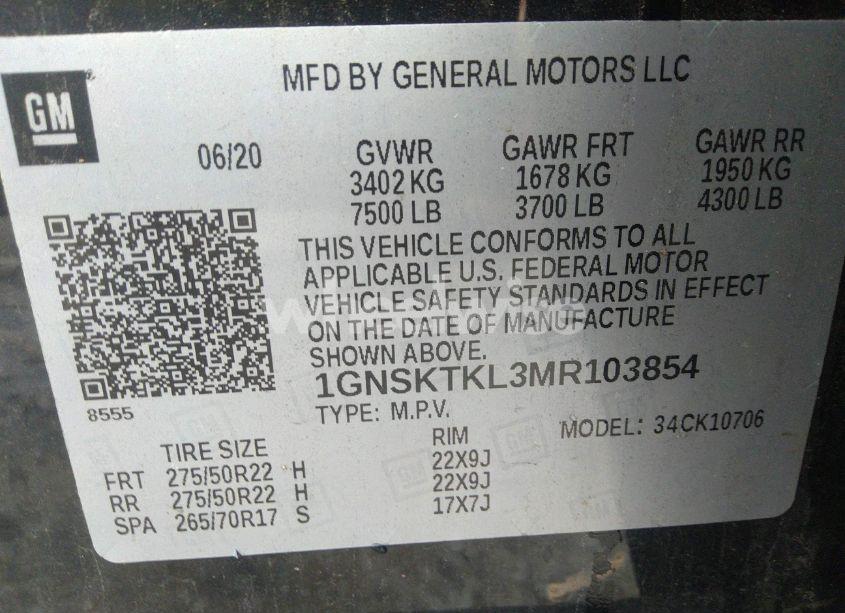 MFD BY GENERAL MOTORS LLC
GM
06/20 GVWR GAWR FRT GAWR RR
3402 KG 1678 KG 1950 KG
7500 LB 3700 LB 4300 LB
THIS VEHICLE CONFORMS TO ALL
APPLICABLE U.S. FEDERAL MOTOR
VEHICLE SAFETY STANDARDS IN EFFECT
ON THE DATE OF MANUFACTURE
SHOWN ABOVE.
1GNSKTKL3MR103854
8555
TYPE: M.P.V. MODEL: 34CK10706
TIRE SIZE RIM
FRT 275/50R22 H 22X9J
RR 275/50R22 H 22X9J
SPA 265/70R17 S 17X7J